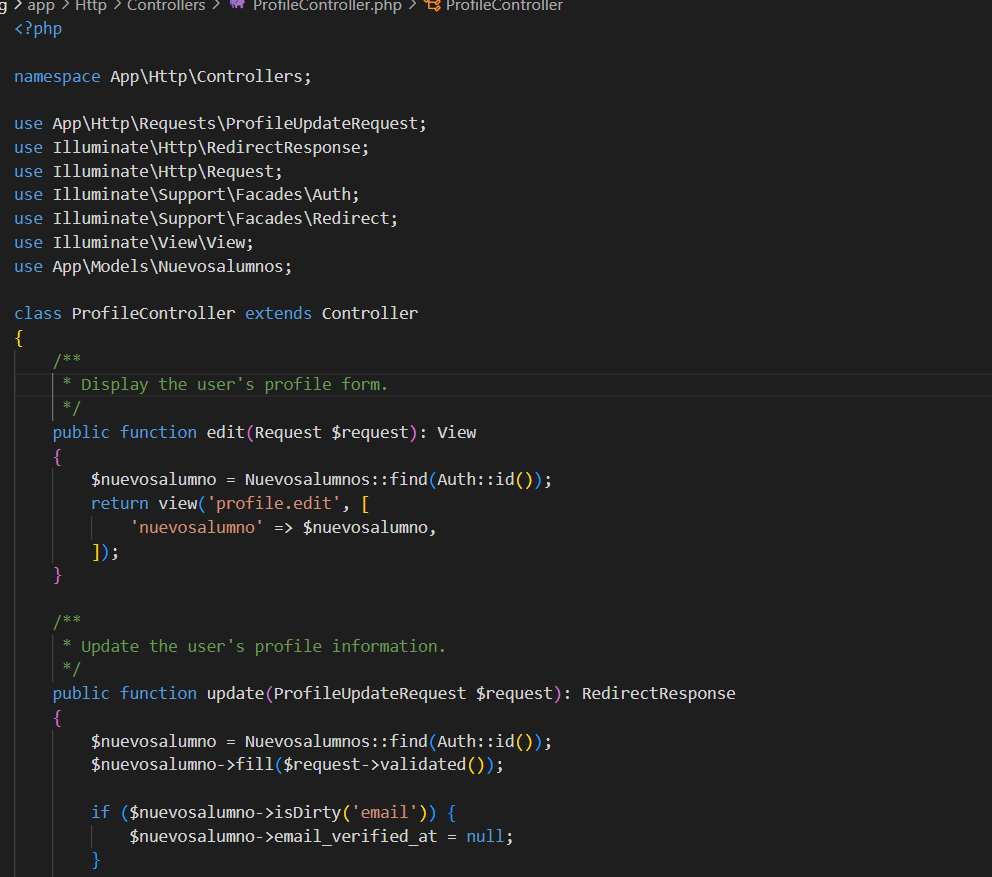 g > app > Http > Controllers > ProfileController.php > ProfileController
<?php
namespace App\Http\Controllers;
use App\Http\Requests\ProfileUpdateRequest;
use Illuminate\Http\RedirectResponse;
use Illuminate\Http\Request;
use Illuminate\Support\Facades\Auth;
use Illuminate\Support\Facades\Redirect;
use Illuminate\View\View;
use App\Models\Nuevosalumnos;
class ProfileController extends Controller
{
/**
* Display the user's profile form.
*/
public function edit(Request $request): View
{
$nuevosalumno = Nuevosalumnos::find(Auth::id());
return view('profile.edit', [
'nuevosalumno' => $nuevosalumno,
]);
}
/**
* Update the user's profile information.
*/
public function update(ProfileUpdateRequest $request): RedirectResponse
{
$nuevosalumno = Nuevosalumnos::find(Auth::id());
$nuevosalumno->fill($request->validated());
if ($nuevosalumno->isDirty('email')) {
$nuevosalumno->email_verified_at = null;
}